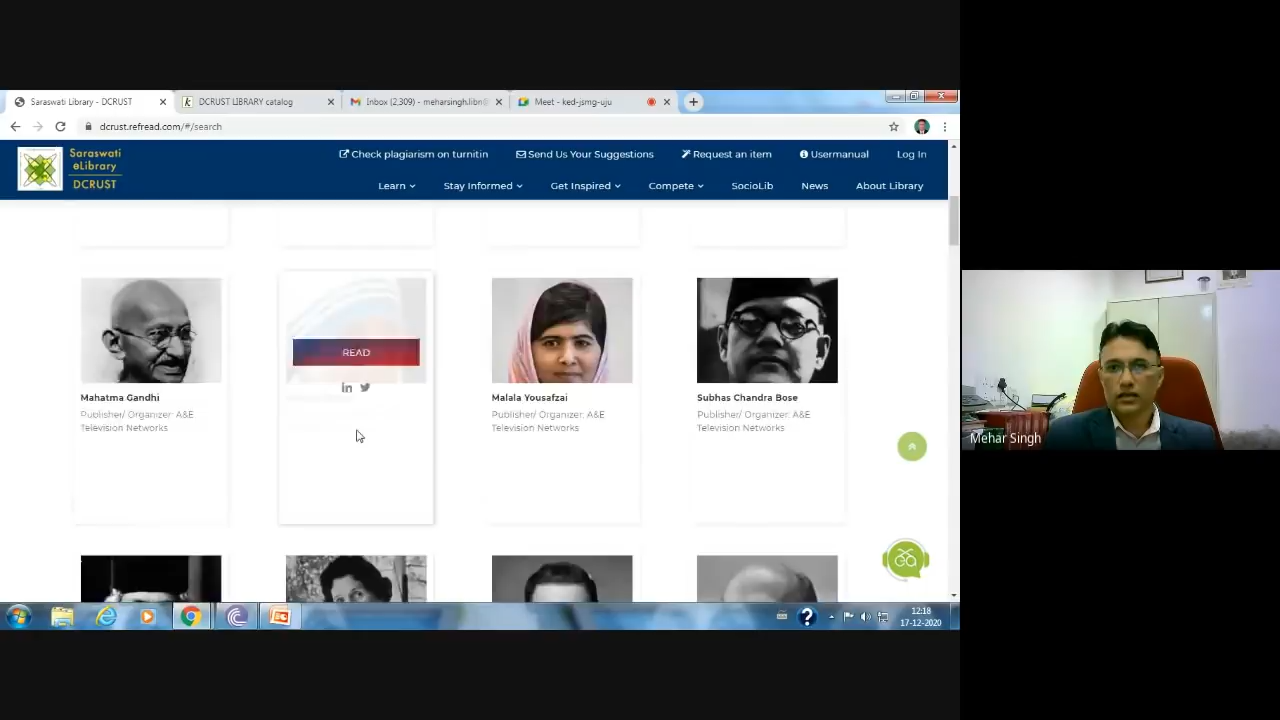 Saraswati Library - DCRUST
DCRUST LIBRARY catalog
Inbox (2,309) - meharsingh.libn@
Meet - ked-jsmg-uju
dcrust.refread.com/#/search
Saraswati
eLibrary
DCRUST
Check plagiarism on turnitin
Send Us Your Suggestions
Request an item
Usermanual
Log In
Learn
Stay Informed
Get Inspired
Compete
SocioLib
News
About Library
READ
Mahatma Gandhi
Publisher/ Organizer: A&E
Television Networks
Malala Yousafzai
Publisher/ Organizer: A&E
Television Networks
Subhas Chandra Bose
Publisher/ Organizer: A&E
Television Networks
Mehar Singh
12:18
17-12-2020